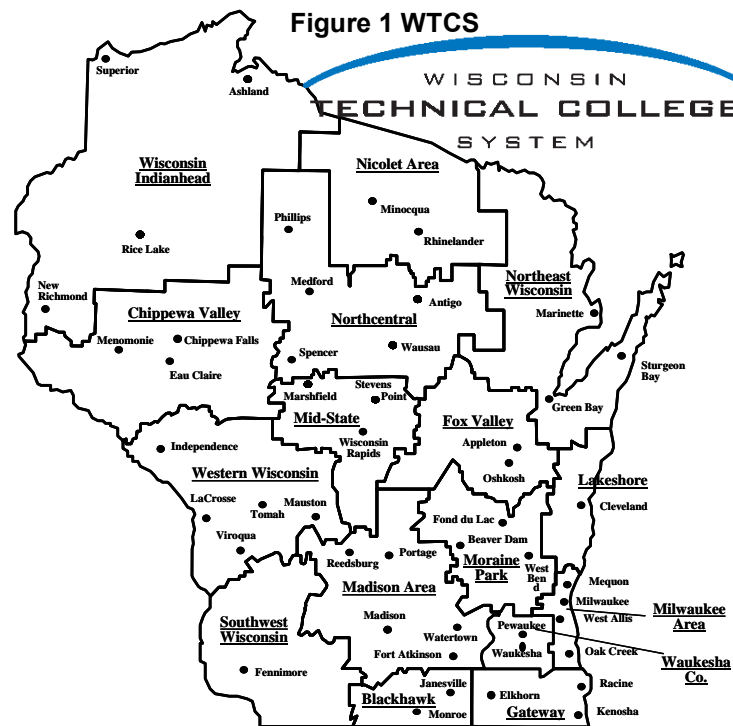 Figure 1 WTCS
WISCONSIN
TECHNICAL COLLEGE
SYSTEM
Superior
Ashland
Wisconsin
Indianhead
Nicolet Area
Minocqua
Phillips
Rhinelander
Rice Lake
New
Richmond
Medford
Northeast
Wisconsin
Antigo
Chippewa Valley
Northcentral
Marinette
Menomonie
Chippewa Falls
Wausau
Spencer
Eau Claire
Sturgeon
Bay
Marshfield
Stevens
Point
Green Bay
Mid-State
Fox Valley
Wisconsin
Rapids
Appleton
Independence
Oshkosh
Western Wisconsin
Lakeshore
LaCrosse
Tomah
Mauston
Cleveland
Fond du Lac
Viroqua
Beaver Dam
Reedsburg
Portage
Moraine
Park
West
Ben
d
Madison Area
Mequon
Milwaukee
Milwaukee
Area
Southwest
Wisconsin
Madison
Watertown
Pewaukee
West Allis
Waukesha
Fort Atkinson
Oak Creek
Waukesha
Co.
Fennimore
Janesville
Blackhawk
Monroe
Elkhorn
Racine
Gateway
Kenosha